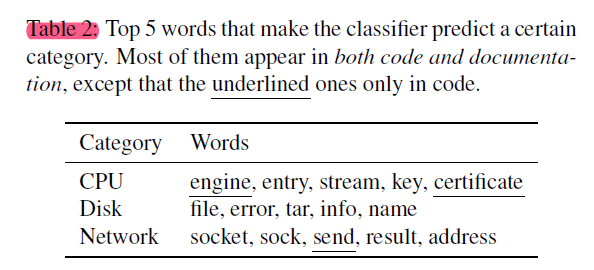 Table 2: Top 5 words that make the classifier predict a certain
category. Most of them appear in both code and documenta-
tion, except that the underlined ones only in code.
Category Words
CPU engine, entry, stream, key, certificate
Disk file, error, tar, info, name
Network socket, sock, send, result, address